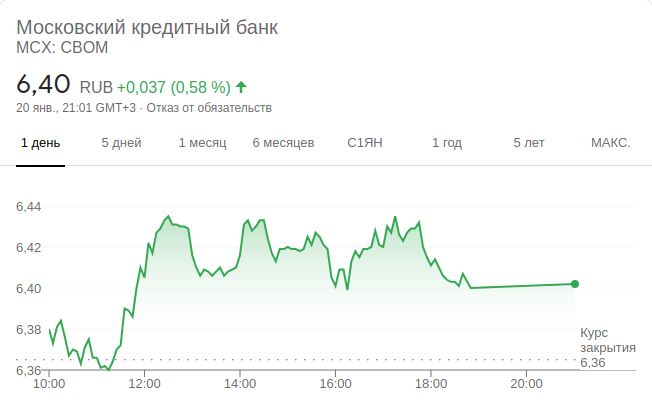 Московский кредитный банк
MCX: CBOM
6,40 RUB +0,037 (0,58 %)
20 янв., 21:01 GMT+3 · Отказ от обязательств
1 день 5 дней 1 месяц 6 месяцев С1ЯН 1 год 5 лет МАКС.
6,44
6,42
6,40
6,38
Курс
закрытия
6,36
6,36
10:00 12:00 14:00 16:00 18:00 20:00